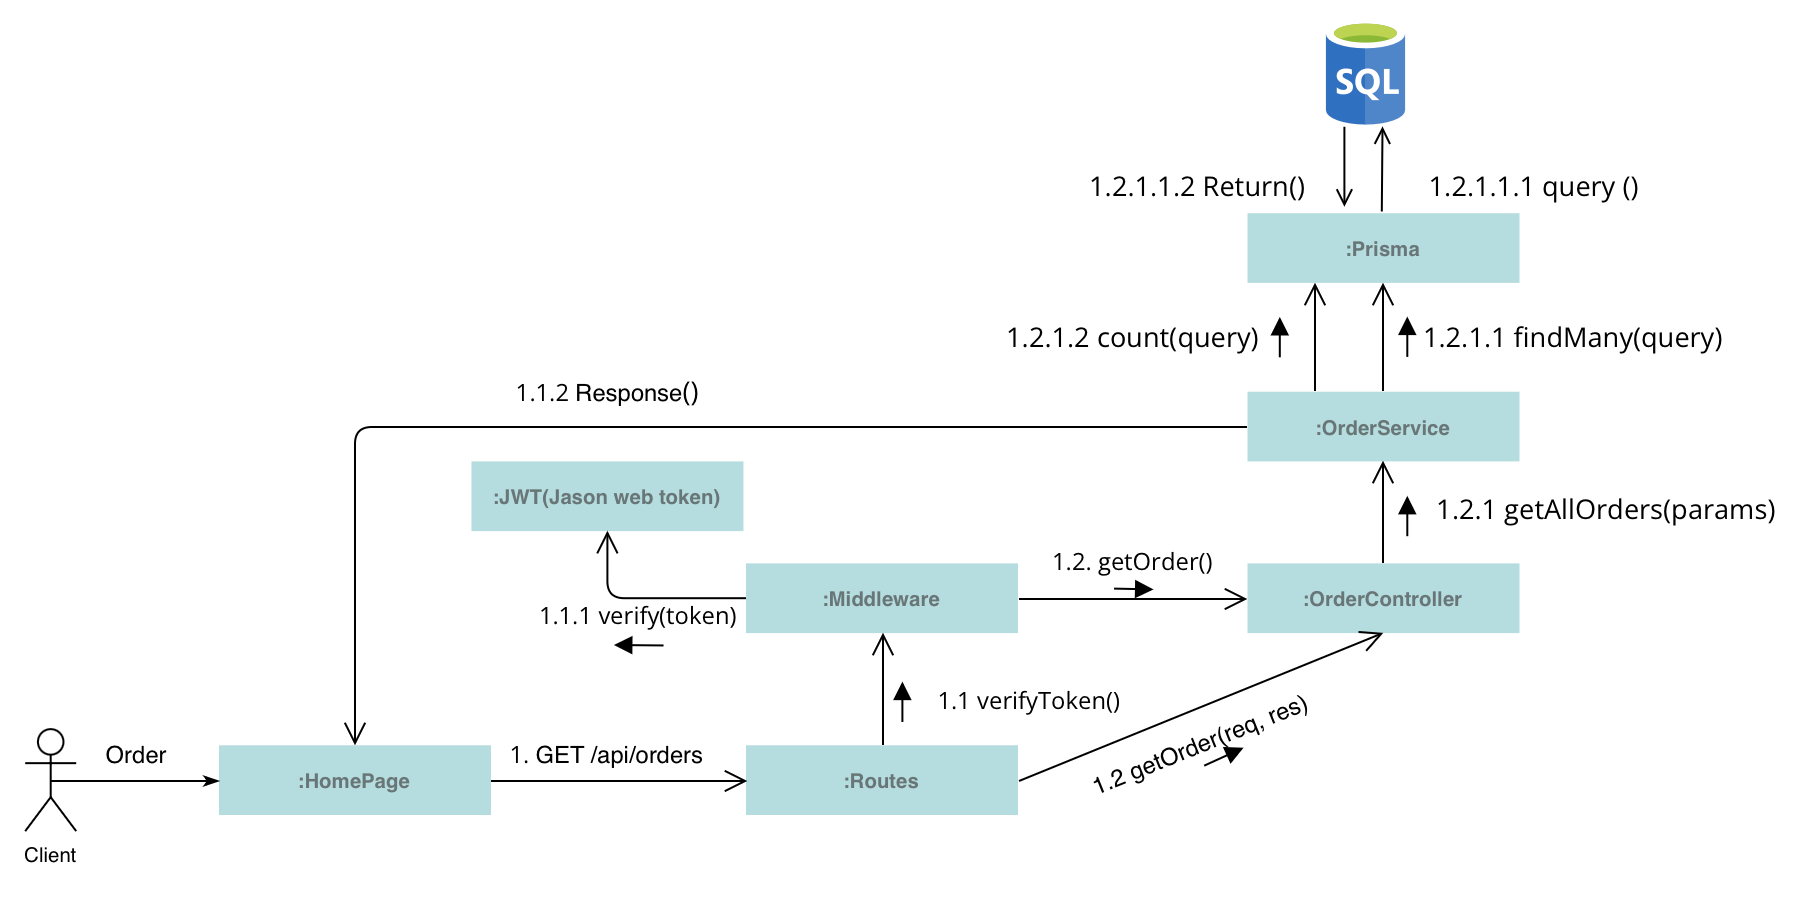 SQL
1.2.1.1.2 Return()
1.2.1.1.1 query ()
:Prisma
1.2.1.2 count(query)
1.2.1.1 findMany(query)
1.1.2 Response()
:OrderService
:JWT(Jason web token)
1.2.1 getAllOrders(params)
1.2. getOrder()
:Middleware
:OrderController
1.1.1 verify(token)
1.1 verifyToken()
1.2 getOrder(req, res)
Order
:HomePage
1. GET /api/orders
:Routes
Client